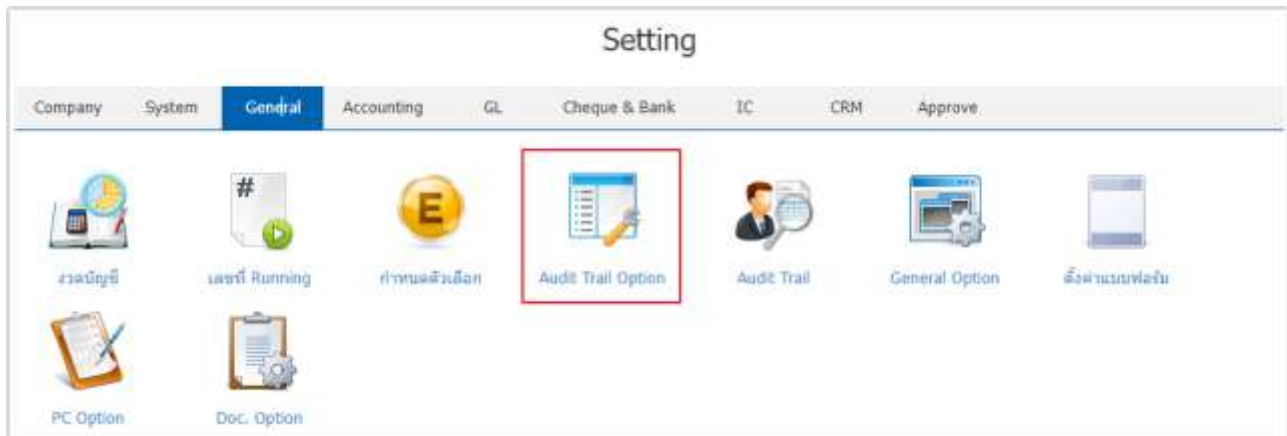 Setting
Company System General Accounting GL Cheque & Bank IC CRM Approve
#
E
งวดบัญชี เลขที่ Running กำหนดตัวเลือก Audit Trail Option Audit Trail General Option ตั้งค่าแบบฟอร์ม
PC Option Doc. Option